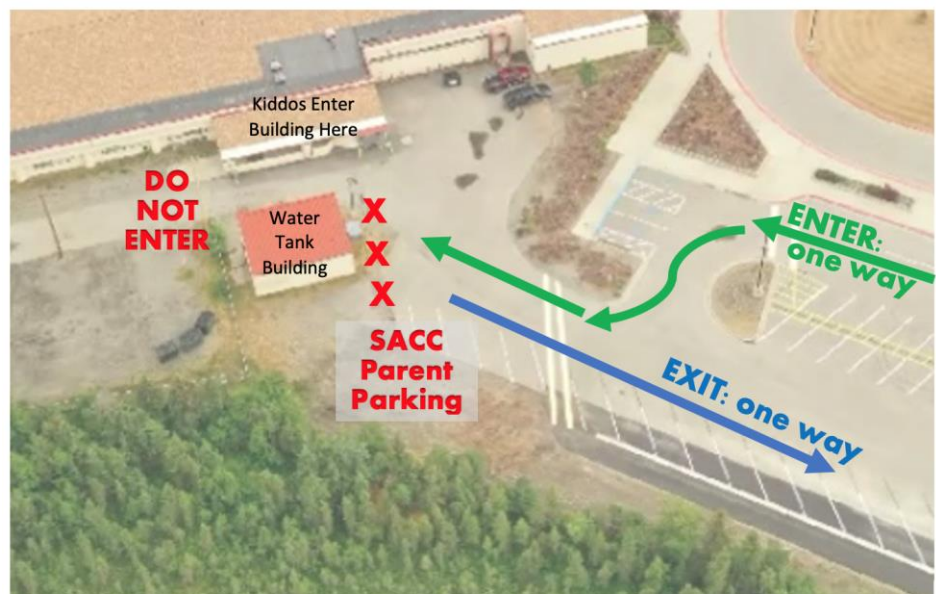 Kiddos Enter
Building Here
DO
NOT
ENTER
Water
Tank
Building
X
X
X
ENTER:
one way
SACC
Parent
Parking
EXIT: one way